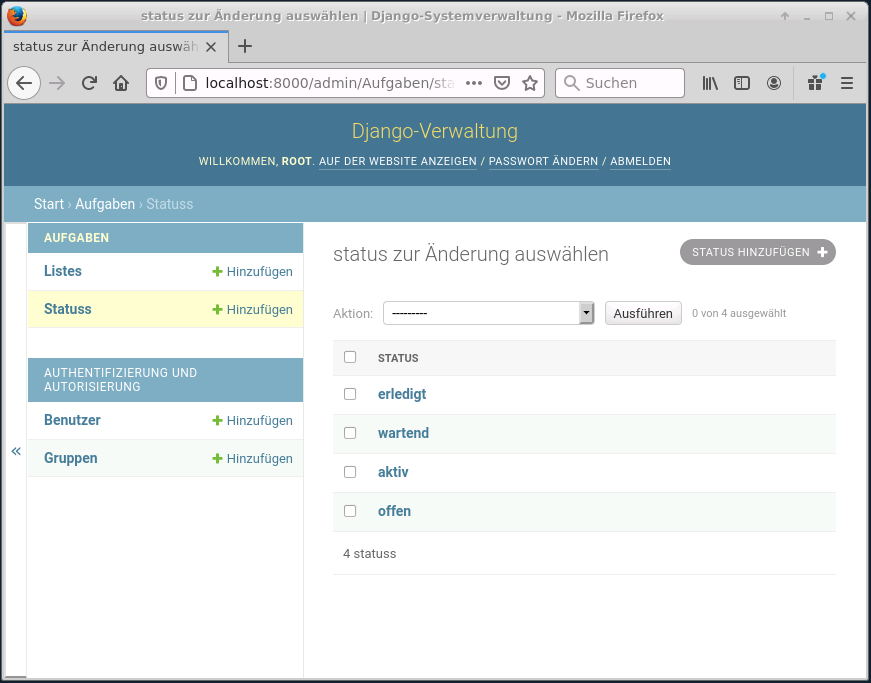 status zur Änderung auswählen | Django-Systemverwaltung - Mozilla Firefox
status zur Änderung auswäh
localhost:8000/admin/Aufgaben/sta
Suchen
Django-Verwaltung
WILLKOMMEN, ROOT. AUF DER WEBSITE ANZEIGEN / PASSWORT ÄNDERN / ABMELDEN
Start › Aufgaben › Statuss
«
AUFGABEN
Listes Hinzufügen
Statuss Hinzufügen
AUTHENTIFIZIERUNG UND
AUTORISIERUNG
Benutzer Hinzufügen
Gruppen Hinzufügen
status zur Änderung auswählen
STATUS HINZUFÜGEN
Aktion: --------- Ausführen 0 von 4 ausgewählt
STATUS
erledigt
wartend
aktiv
offen
4 statuss